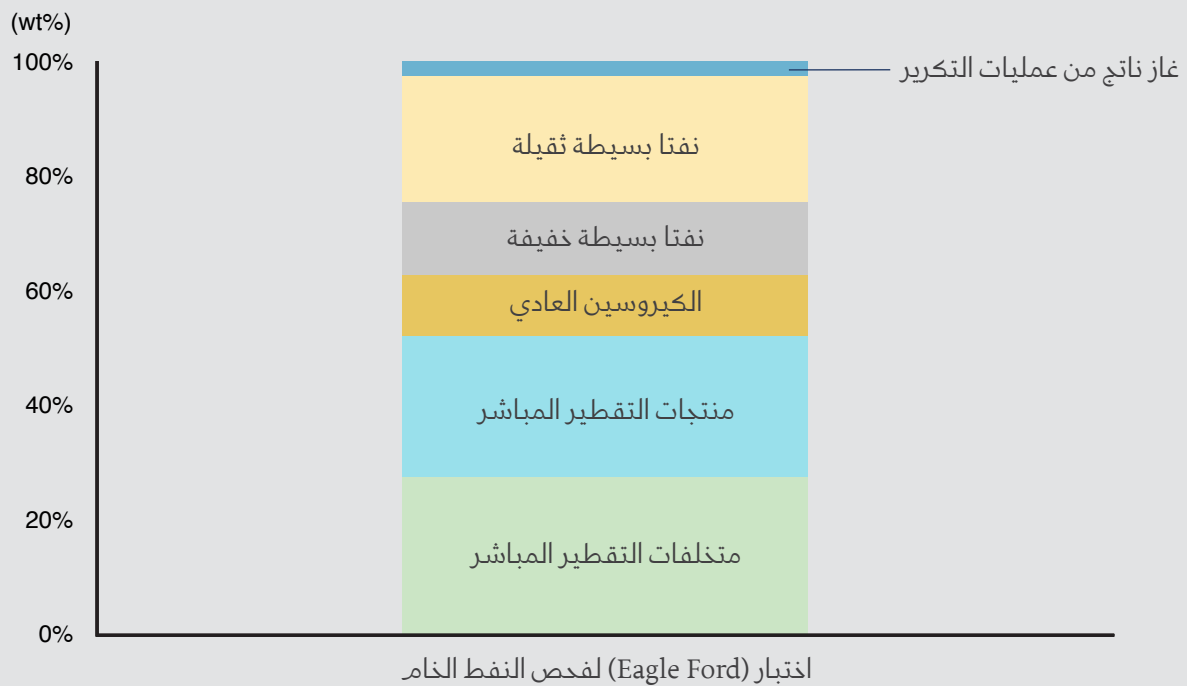 (wt%)
100%
غاز ناتج من عمليات التكرير
نفتا بسيطة ثقيلة
80%
نفتا بسيطة خفيفة
60%
الكيروسين العادي
40%
منتجات التقطير المباشر
20%
متخلفات التقطير المباشر
0%
اختبار (Eagle Ford) لفحص النفط الخام